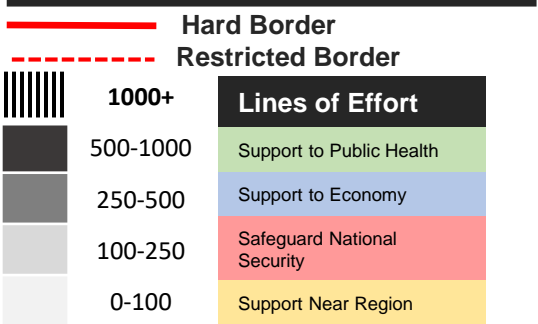 Hard Border
Restricted Border
1000+
Lines of Effort
500-1000
Support to Public Health
250-500
Support to Economy
100-250
Safeguard National
Security
0-100
Support Near Region